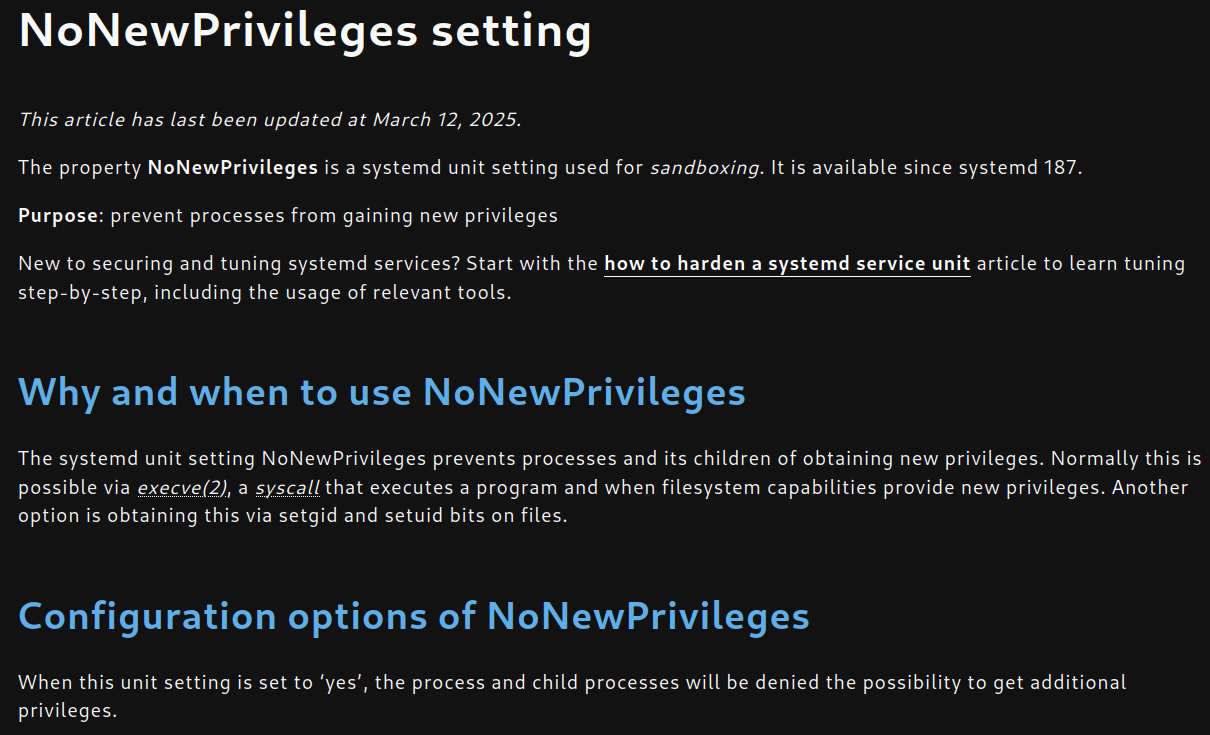 NoNewPrivileges setting
This article has last been updated at March 12, 2025.
The property NoNewPrivileges is a systemd unit setting used for sandboxing. It is available since systemd 187.
Purpose: prevent processes from gaining new privileges
New to securing and tuning systemd services? Start with the how to harden a systemd service unit article to learn tuning
step-by-step, including the usage of relevant tools.
Why and when to use NoNewPrivileges
The systemd unit setting NoNewPrivileges prevents processes and its children of obtaining new privileges. Normally this is
possible via execve(2), a syscall that executes a program and when filesystem capabilities provide new privileges. Another
option is obtaining this via setgid and setuid bits on files.
Configuration options of NoNewPrivileges
When this unit setting is set to ‘yes’, the process and child processes will be denied the possibility to get additional
privileges.